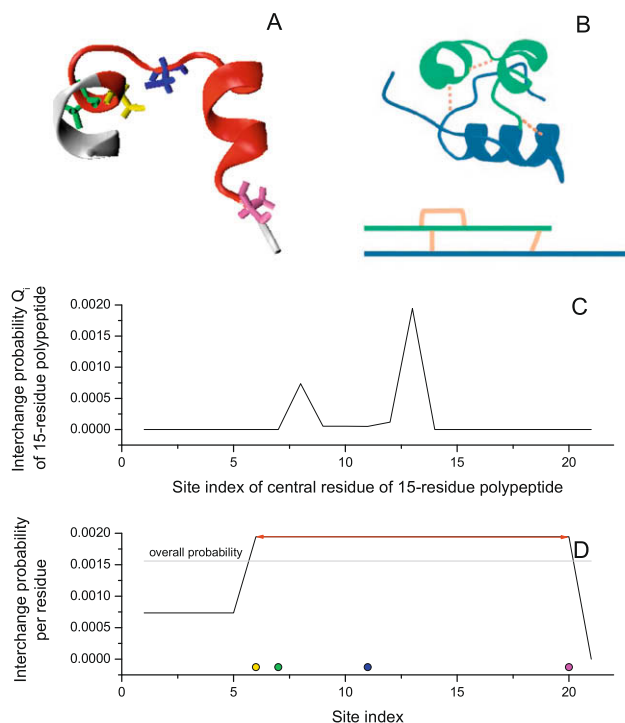 A
B
C
Interchange probability Qi
of 15-residue polypeptide
0.0020
0.0015
0.0010
0.0005
0.0000
0
5
10
15
20
Site index of central residue of 15-residue polypeptide
D
Interchange probability
per residue
0.0020
overall probability
0.0015
0.0010
0.0005
0.0000
0
5
10
15
20
Site index